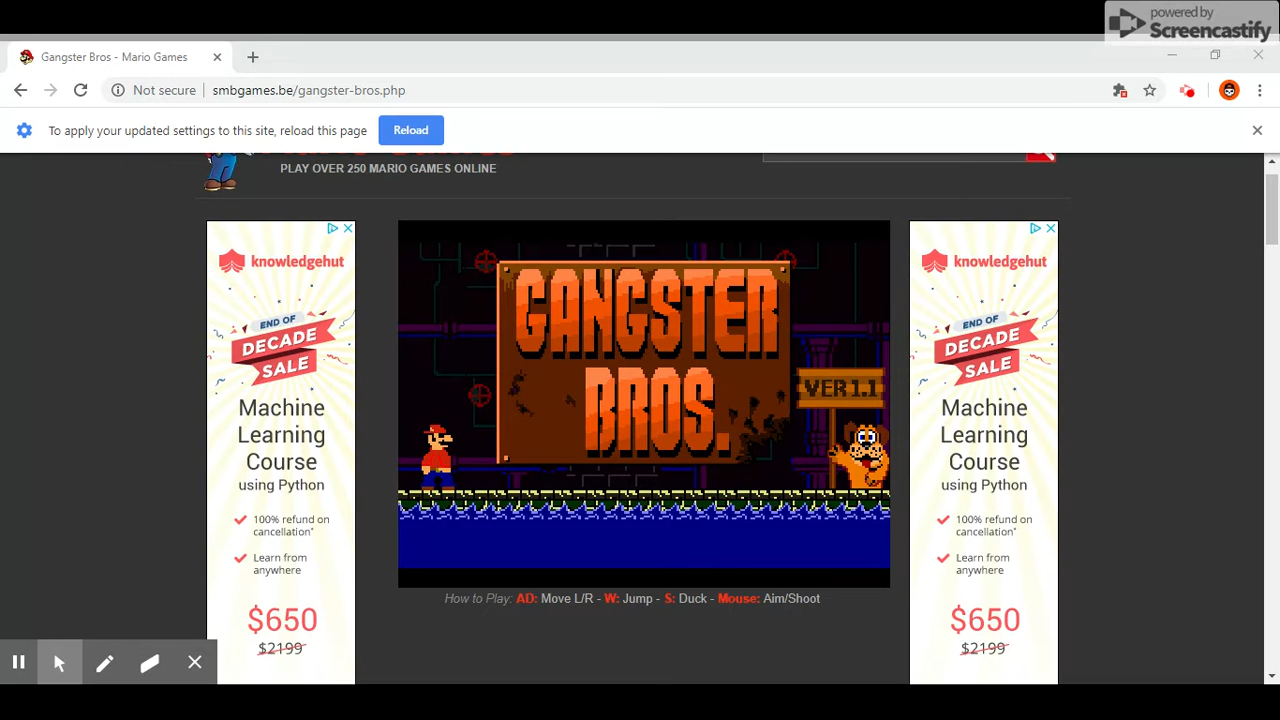 powered by
Screencastify
Gangster Bros - Mario Games
Not secure
smbgames.be/gangster-bros.php
To apply your updated settings to this site, reload this page
Reload
PLAY OVER 250 MARIO GAMES ONLINE
knowledgehut
END OF
DECADE
SALE
Machine
Learning
Course
using Python
100% refund on
cancellation*
Learn from
anywhere
$650
$2199
GANGSTER
BROS.
VER 1.1
How to Play: AD: Move L/R - W: Jump - S: Duck - Mouse: Aim/Shoot
knowledgehut
END OF
DECADE
SALE
Machine
Learning
Course
using Python
100% refund on
cancellation*
Learn from
anywhere
$650
$2199